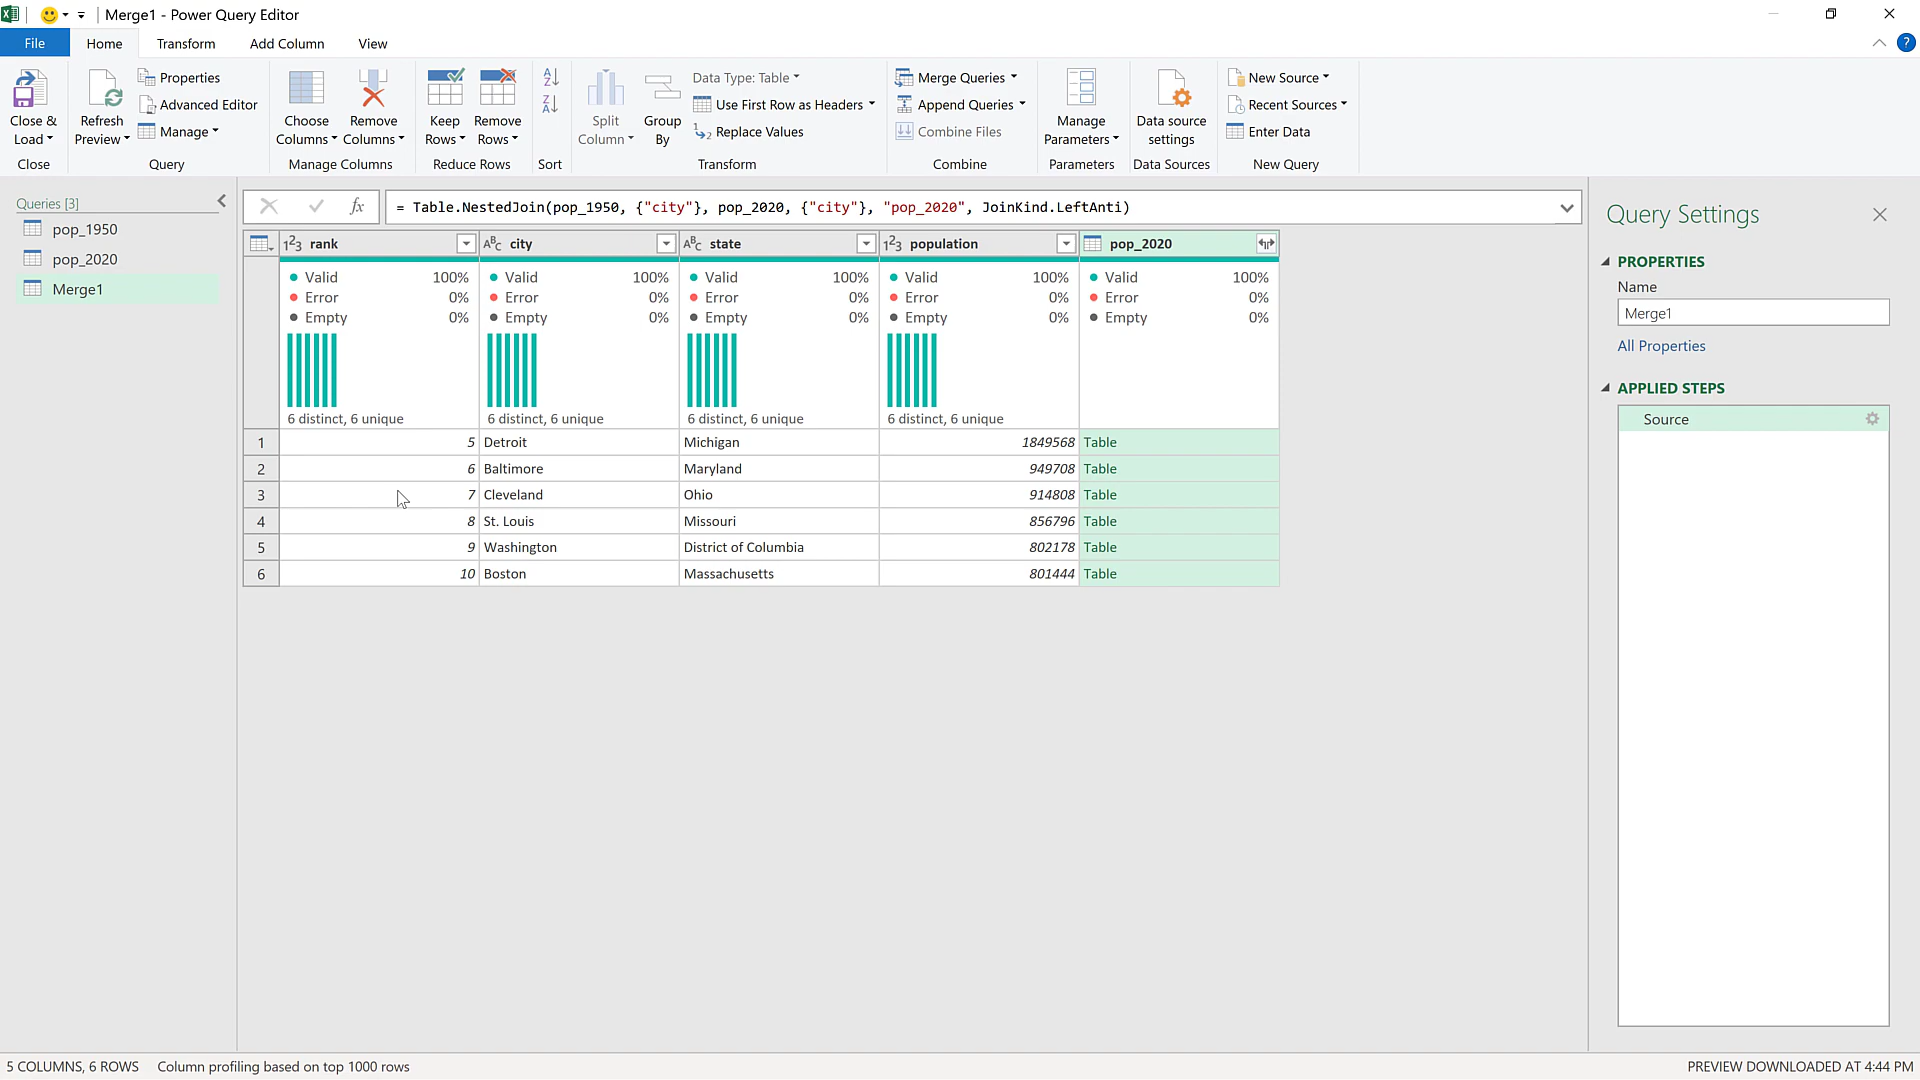 Merge1 - Power Query Editor
File
Home
Transform
Add Column
View
?
Close &
Load
Close
Refresh
Preview
Properties
Advanced Editor
Manage
Query
Choose
Columns
Remove
Columns
Manage Columns
Keep
Rows
Remove
Rows
Reduce Rows
A
Z
Z
A
Sort
Split
Column
Group
By
Data Type: Table
Use First Row as Headers
1
2
Replace Values
Transform
Merge Queries
Append Queries
Combine Files
Combine
Manage
Parameters
Parameters
Data source
settings
Data Sources
New Source
Recent Sources
Enter Data
New Query
Queries [3]
pop_1950
pop_2020
Merge1
fx
= Table.NestedJoin(pop_1950, {"city"}, pop_2020, {"city"}, "pop_2020", JoinKind.LeftAnti)
123 rank
ABC city
ABC state
123 population
pop_2020
Valid 100%
Error 0%
Empty 0%
6 distinct, 6 unique
Valid 100%
Error 0%
Empty 0%
6 distinct, 6 unique
Valid 100%
Error 0%
Empty 0%
6 distinct, 6 unique
Valid 100%
Error 0%
Empty 0%
6 distinct, 6 unique
Valid 100%
Error 0%
Empty 0%
1 5 Detroit Michigan 1849568 Table
2 6 Baltimore Maryland 949708 Table
3 7 Cleveland Ohio 914808 Table
4 8 St. Louis Missouri 856796 Table
5 9 Washington District of Columbia 802178 Table
6 10 Boston Massachusetts 801444 Table
Query Settings
PROPERTIES
Name
Merge1
All Properties
APPLIED STEPS
Source
5 COLUMNS, 6 ROWS
Column profiling based on top 1000 rows
PREVIEW DOWNLOADED AT 4:44 PM